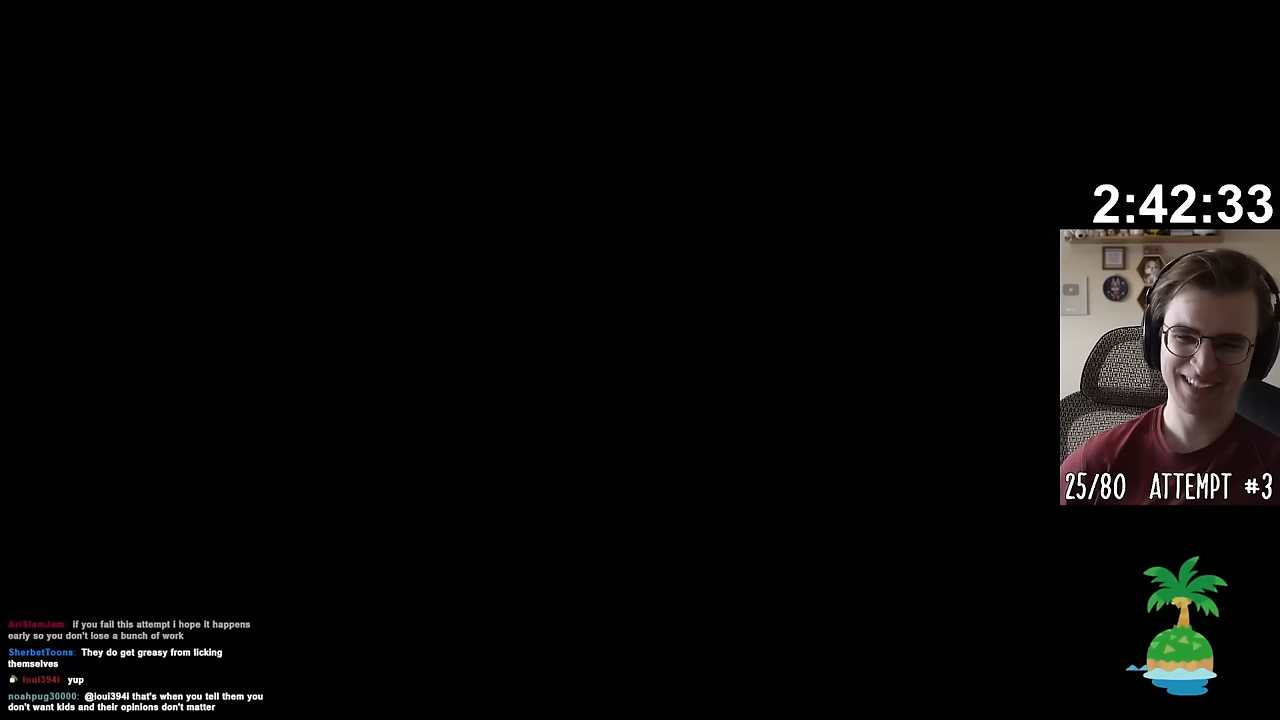 2:42:33
25/80 ATTEMPT #3
AriSlamJam: if you fail this attempt i hope it happens
early so you don't lose a bunch of work
SherbetToons: They do get greasy from licking
themselves
loui394i: yup
noahpug30000: @loui394i that's when you tell them you
don't want kids and their opinions don't matter